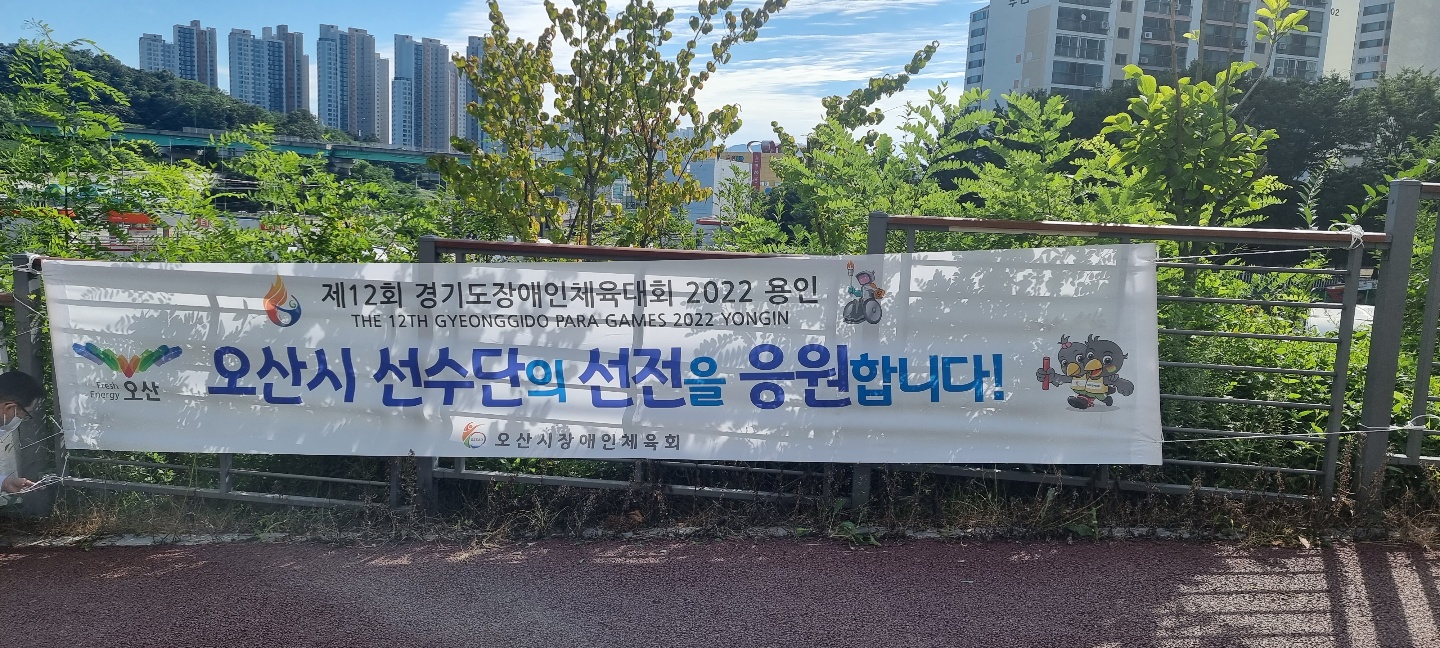 제12회 경기도장애인체육대회 2022 용인
THE 12TH GYEONGGIDO PARA GAMES 2022 YONGIN
Fresh
Energy 오산
오산시 선수단의 선전을 응원합니다!
오산시장애인체육회